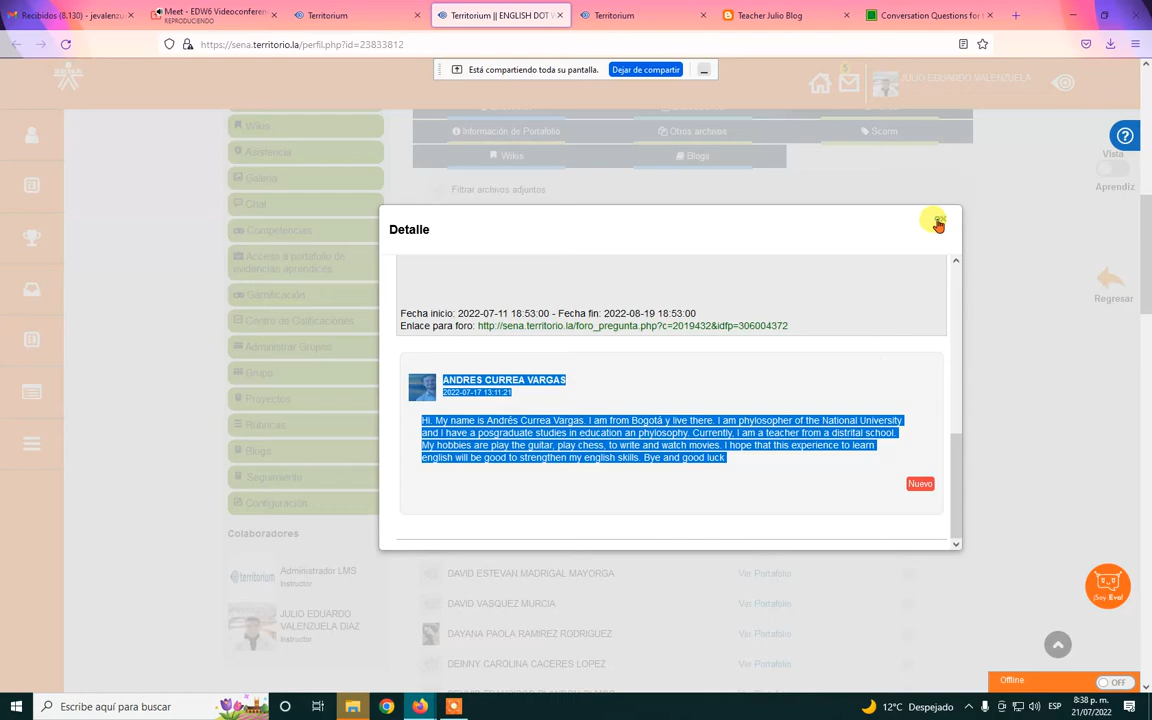 Recibidos (8.130) - jevalenzu
Meet - EDW6 Videoconferen
REPRODUCIENDO
Territorium
Territorium || ENGLISH DOT W
Territorium
Teacher Julio Blog
Conversation Questions for
https://sena.territorio.la/perfil.php?id=23833812
Está compartiendo toda su pantalla.
Dejar de compartir
JULIO EDUARDO VALENZUELA
Wikis
Asistencia
Galeria
Chat
Competencias
Acceso a portafolio de
evidencias aprendices
Gamificación
Centro de Calificaciones
Administrar Grupos
Grupo
Proyectos
Rúbricas
Blogs
Seguimiento
Configuración
Colaboradores
Administrador LMS
Instructor
territorium
JULIO EDUARDO
VALENZUELA DIAZ
Instructor
Información de Portafolio
Otros archivos
Scorm
Wikis
Blogs
Filtrar archivos adjuntos
Vista
Aprendiz
Regresar
Detalle
Fecha inicio: 2022-07-11 18:53:00 - Fecha fin: 2022-08-19 18:53:00
Enlace para foro: http://sena.territorio.la/foro_pregunta.php?c=2019432&idfp=306004372
ANDRES CURREA VARGAS
2022-07-17 13:11:21
Hi. My name is Andrés Currea Vargas. I am from Bogotá y live there. I am phylosopher of the National University
and I have a posgraduate studies in education an phylosophy. Currently, I am a teacher from a distrital school.
My hobbies are play the guitar, play chess, to write and watch movies. I hope that this experience to learn
english will be good to strengthen my english skills. Bye and good luck
Nuevo
DAVID ESTEVAN MADRIGAL MAYORGA
Ver Portafolio
DAVID VASQUEZ MURCIA
Ver Portafolio
DAYANA PAOLA RAMIREZ RODRIGUEZ
Ver Portafolio
DEINNY CAROLINA CACERES LOPEZ
Ver Portafolio
¡Soy Evo!
Offline
OFF
Escribe aquí para buscar
12°C Despejado
ESP
8:38 p. m.
21/07/2022